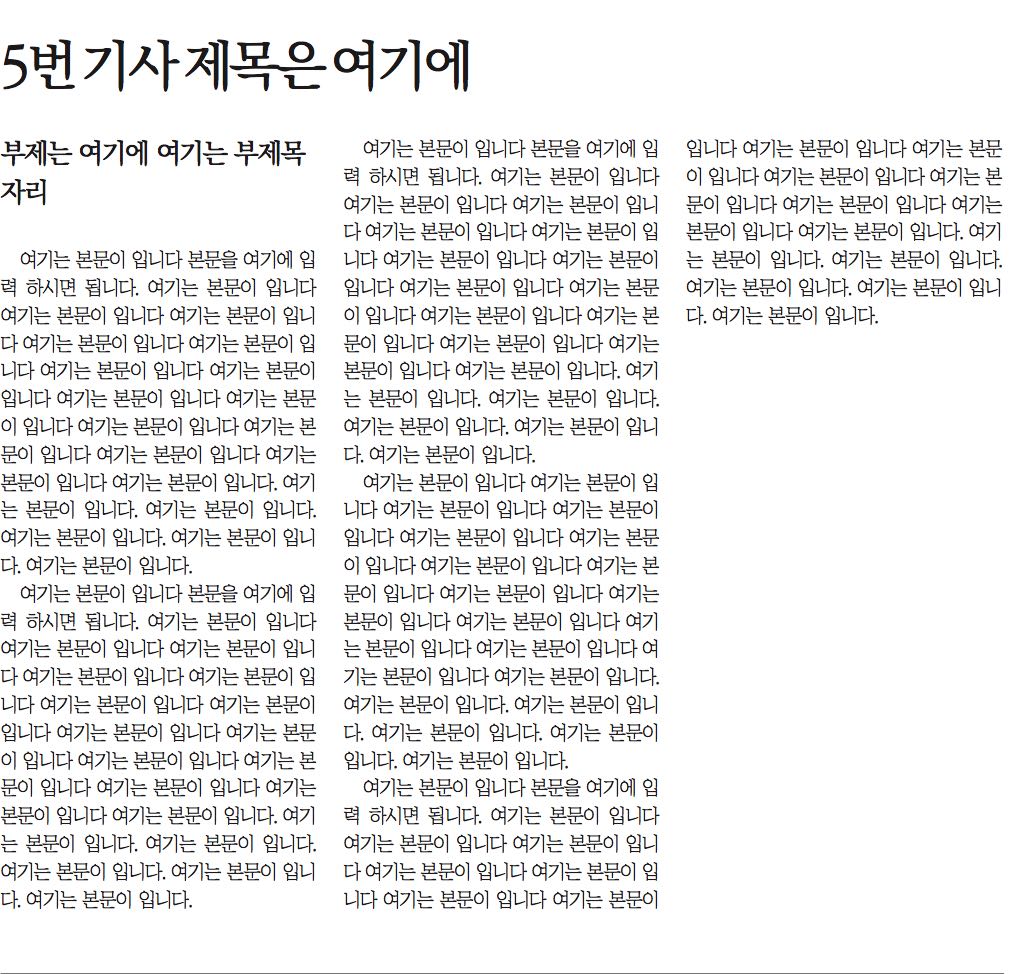 5번 기사 제목은 여기에
부제는 여기에 여기는 부제목
자리
여기는 본문이 입니다 본문을 여기에 입
력 하시면 됩니다. 여기는 본문이 입니다
여기는 본문이 입니다 여기는 본문이 입니
다 여기는 본문이 입니다 여기는 본문이 입
니다 여기는 본문이 입니다 여기는 본문이
입니다 여기는 본문이 입니다 여기는 본문
이 입니다 여기는 본문이 입니다 여기는 본
문이 입니다 여기는 본문이 입니다 여기는
본문이 입니다 여기는 본문이 입니다. 여기
는 본문이 입니다. 여기는 본문이 입니다.
여기는 본문이 입니다. 여기는 본문이 입니
다. 여기는 본문이 입니다.
여기는 본문이 입니다 본문을 여기에 입
력 하시면 됩니다. 여기는 본문이 입니다
여기는 본문이 입니다 여기는 본문이 입니
다 여기는 본문이 입니다 여기는 본문이 입
니다 여기는 본문이 입니다 여기는 본문이
입니다 여기는 본문이 입니다 여기는 본문
이 입니다 여기는 본문이 입니다 여기는 본
문이 입니다 여기는 본문이 입니다 여기는
본문이 입니다 여기는 본문이 입니다. 여기
는 본문이 입니다. 여기는 본문이 입니다.
여기는 본문이 입니다. 여기는 본문이 입니
다. 여기는 본문이 입니다.
여기는 본문이 입니다 본문을 여기에 입
력 하시면 됩니다. 여기는 본문이 입니다
여기는 본문이 입니다 여기는 본문이 입니
다 여기는 본문이 입니다 여기는 본문이 입
니다 여기는 본문이 입니다 여기는 본문이
입니다 여기는 본문이 입니다 여기는 본문
이 입니다 여기는 본문이 입니다 여기는 본
문이 입니다 여기는 본문이 입니다 여기는
본문이 입니다 여기는 본문이 입니다. 여기
는 본문이 입니다. 여기는 본문이 입니다.
여기는 본문이 입니다. 여기는 본문이 입니
다. 여기는 본문이 입니다.
여기는 본문이 입니다 여기는 본문이 입
니다 여기는 본문이 입니다 여기는 본문이
입니다 여기는 본문이 입니다 여기는 본문
이 입니다 여기는 본문이 입니다 여기는 본
문이 입니다 여기는 본문이 입니다 여기는
본문이 입니다 여기는 본문이 입니다 여기
는 본문이 입니다 여기는 본문이 입니다 여
기는 본문이 입니다 여기는 본문이 입니다.
여기는 본문이 입니다. 여기는 본문이 입니
다. 여기는 본문이 입니다. 여기는 본문이
입니다. 여기는 본문이 입니다.
여기는 본문이 입니다 본문을 여기에 입
력 하시면 됩니다. 여기는 본문이 입니다
여기는 본문이 입니다 여기는 본문이 입니
다 여기는 본문이 입니다 여기는 본문이 입
니다 여기는 본문이 입니다 여기는 본문이
입니다 여기는 본문이 입니다 여기는 본문
이 입니다 여기는 본문이 입니다 여기는 본
문이 입니다 여기는 본문이 입니다 여기는
본문이 입니다 여기는 본문이 입니다. 여기
는 본문이 입니다. 여기는 본문이 입니다.
여기는 본문이 입니다. 여기는 본문이 입니
다. 여기는 본문이 입니다.